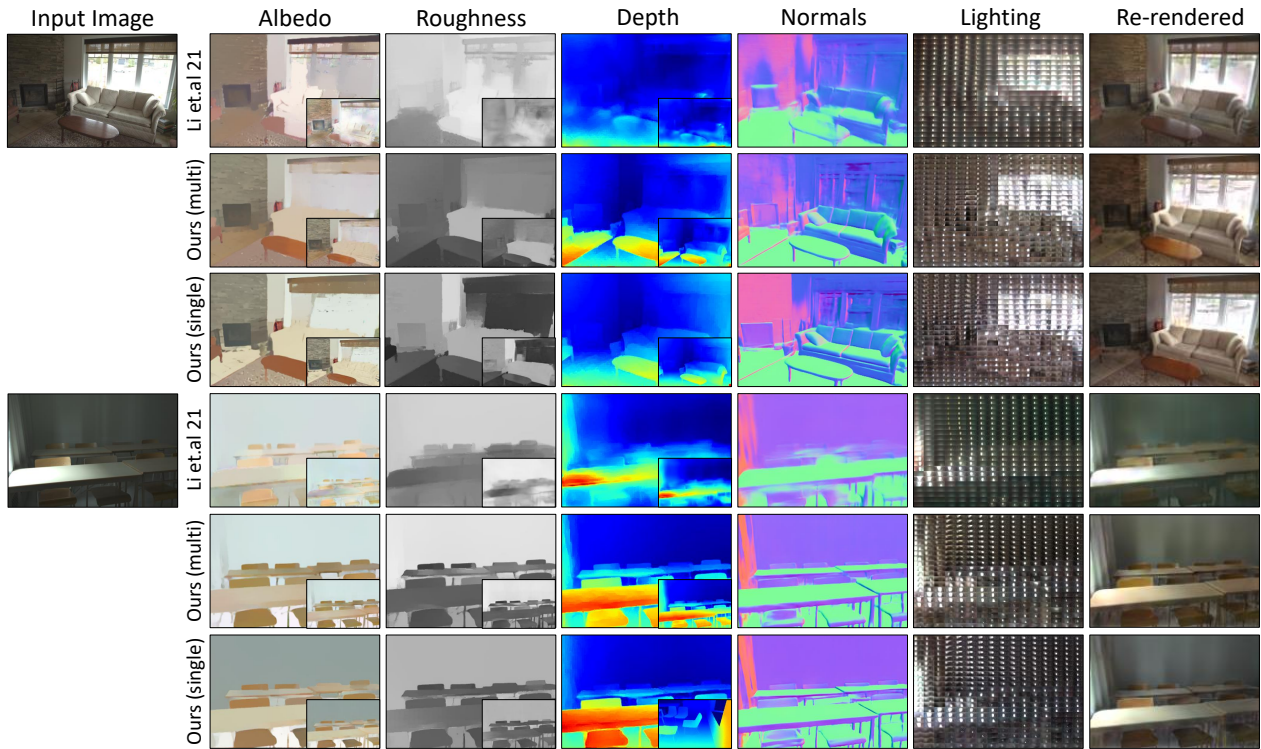 Input Image Albedo Roughness Depth Normals Lighting Re-rendered
Li et.al 21
Ours (multi)
Ours (single)
Li et.al 21
Ours (multi)
Ours (single)